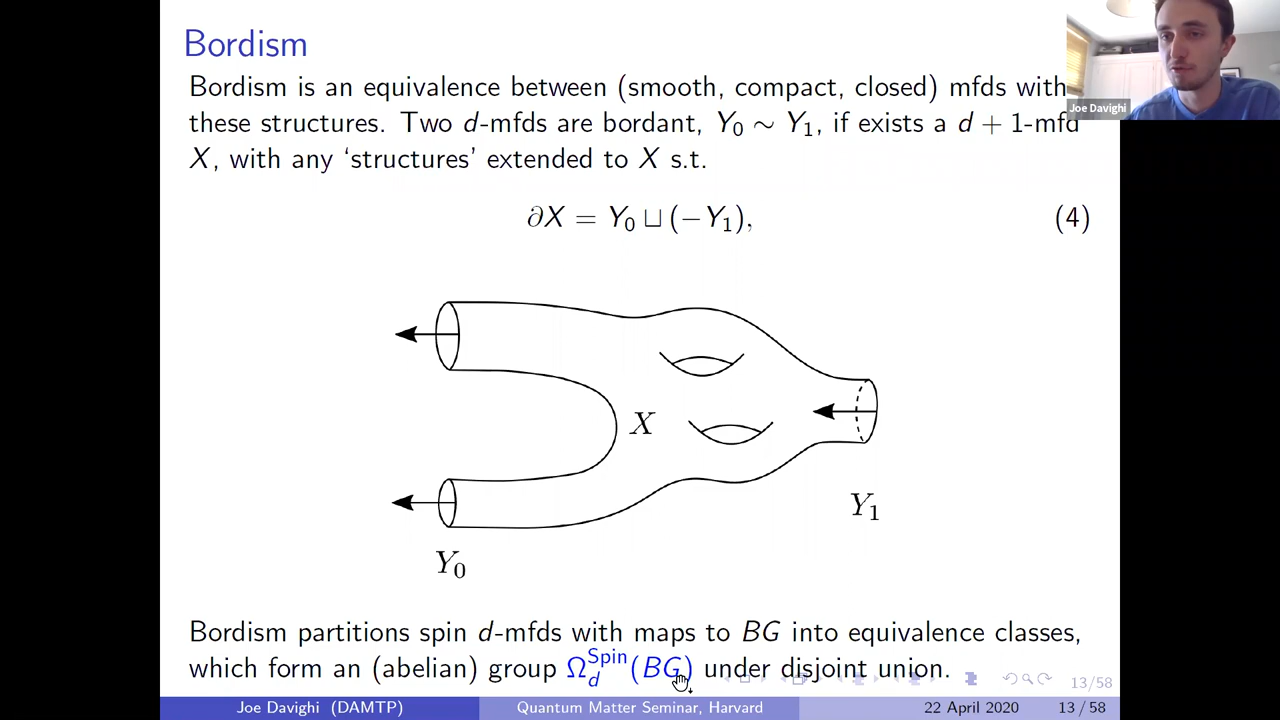 Bordism
Bordism is an equivalence between (smooth, compact, closed) mfds with
these structures. Two d-mfds are bordant, Y₀ ∼ Y₁, if exists a d + 1-mfd
X, with any ‘structures’ extended to X s.t.
∂X = Y₀ ⊔ (−Y₁), (4)
X
Y₁
Y₀
Bordism partitions spin d-mfds with maps to BG into equivalence classes,
which form an (abelian) group Ω_d^Spin(BG) under disjoint union.
13/58
Joe Davighi (DAMTP) Quantum Matter Seminar, Harvard 22 April 2020 13 / 58
Joe Davighi